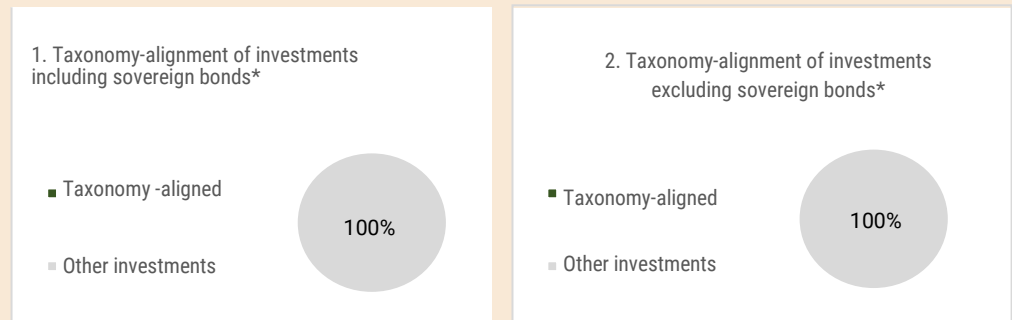 1. Taxonomy-alignment of investments
including sovereign bonds*
Taxonomy -aligned
100%
Other investments
2. Taxonomy-alignment of investments
excluding sovereign bonds*
Taxonomy-aligned
100%
Other investments